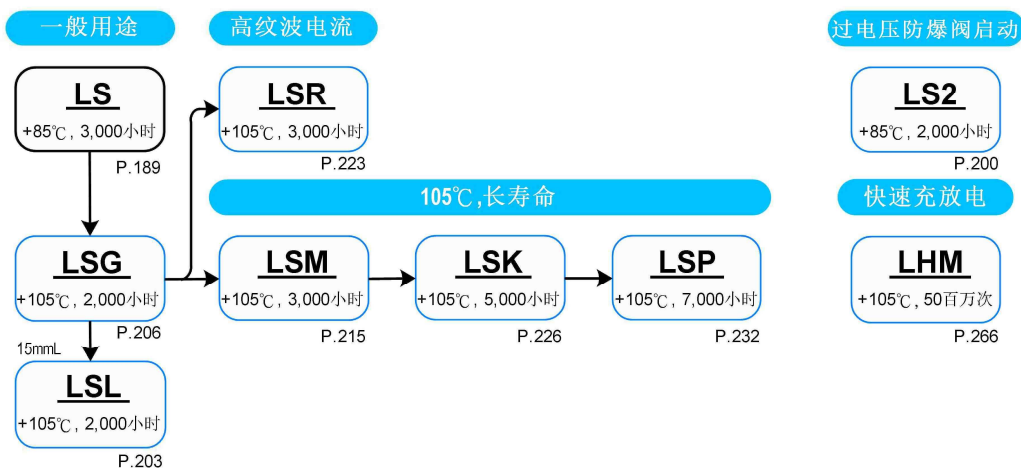 一般用途
高纹波电流
过电压防爆阀启动
LS
+85℃, 3,000小时
P.189
LSR
+105℃, 3,000小时
P.223
LS2
+85℃, 2,000小时
P.200
105℃,长寿命
快速充放电
LSG
+105℃, 2,000小时
P.206
LSM
+105℃, 3,000小时
P.215
LSK
+105℃, 5,000小时
P.226
LSP
+105℃, 7,000小时
P.232
LHM
+105℃, 50百万次
P.266
15mmL
LSL
+105℃, 2,000小时
P.203